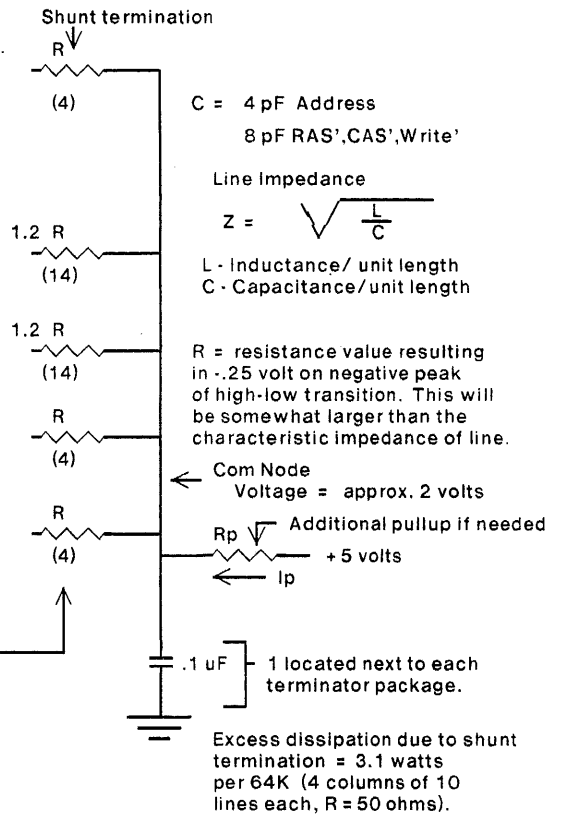 Shunt termination
R
(4)
C = 4 pF Address
8 pF RAS',CAS',Write'
Line Impedance
Z = √ L
C
1.2 R
(14)
L - Inductance/ unit length
C - Capacitance/unit length
1.2 R
(14)
R = resistance value resulting
in -.25 volt on negative peak
of high-low transition. This will
be somewhat larger than the
characteristic impedance of line.
R
(4)
Com Node
Voltage = approx. 2 volts
R
(4)
Rp
Additional pullup if needed
+5 volts
Ip
.1 uF
1 located next to each
terminator package.
Excess dissipation due to shunt
termination = 3.1 watts
per 64K (4 columns of 10
lines each, R=50 ohms).